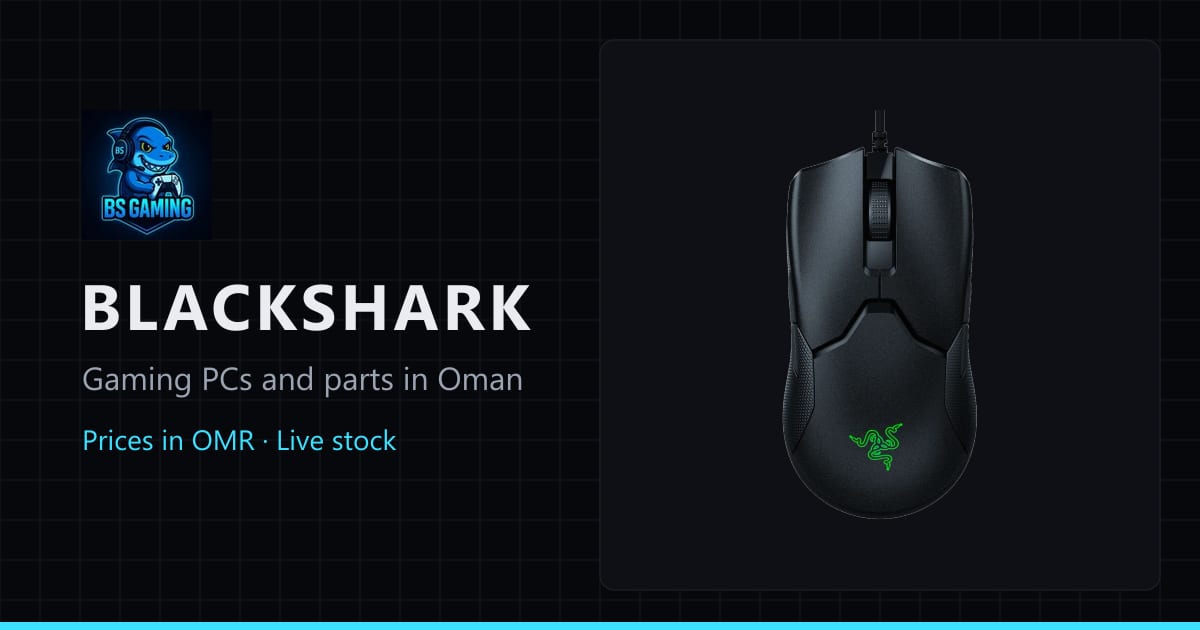 BS
BS GAMING
BLACKSHARK
Gaming PCs and parts in Oman
Prices in OMR · Live stock